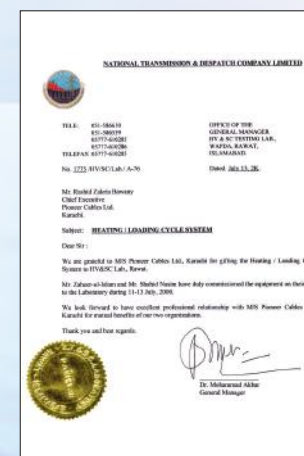 NATIONAL TRANSMISSION & DESPATCH COMPANY LIMITED
TELE: 051-586639
051-580339
OFFICE OF THE
GENERAL MANAGER
HV & SC TESTING LAB.,
WAPDA, RAWAT,
ISLAMABAD.
No. 1775 /HV/SC/Lab/ A-76
Dated. July 13, 2K.
Mr. Rashid Zakria Bawany
Chief Executive
Pioneer Cables Ltd.
Karachi.
Subject: HEATING / LOADING CYCLE SYSTEM
Dear Sir :
We are grateful to M/S Pioneer Cables Ltd., Karachi for gifting the Heating / Loading
System to HV&SC Lab., Rawat.
Mr. Zaheer-ul-Islam and Mr. Shahid Nasim have duly commissioned the equipment on their
to the Laboratory during 11-13 July, 2000.
We look forward to have excellent professional relationship with M/S Pioneer Cables
Karachi for mutual benefits of our two organizations.
Thank you and best regards.
Dr. Mohammad Akbar
General Manager